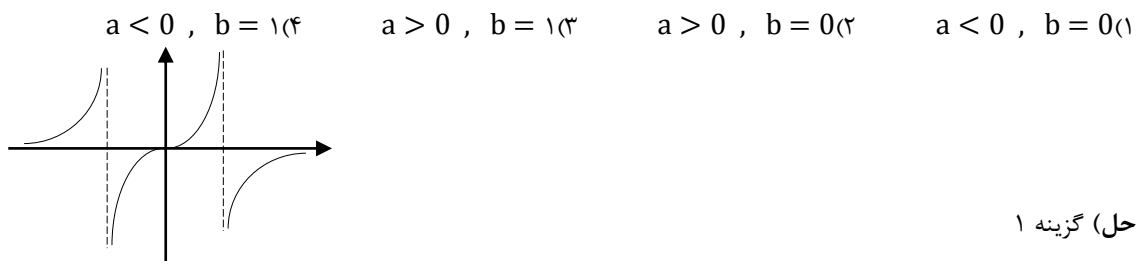 ۱) a < 0 , b = 0 ۲) a > 0 , b = 0 ۳) a > 0 , b = ۱ ۴) a < 0 , b = ۱
حل) گزینه ۱